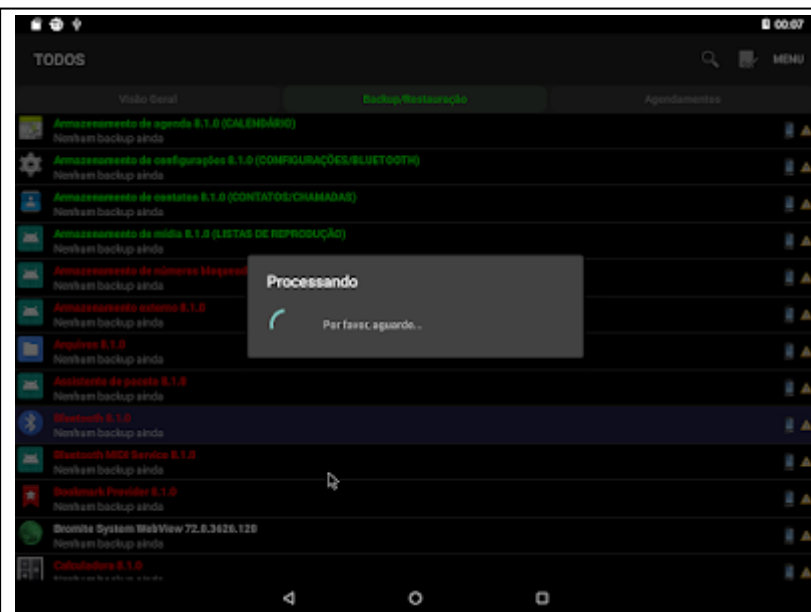 00:07
TODOS
MENU
Visão Geral
Backup/Restauração
Agendamentos
Armazenamento de agenda 8.1.0 (CALENDÁRIO)
Nenhum backup ainda
Armazenamento de configurações 8.1.0 (CONFIGURAÇÕES/BLUETOOTH)
Nenhum backup ainda
Armazenamento de contatos 8.1.0 (CONTATOS/CHAMADAS)
Nenhum backup ainda
Armazenamento de mídia 8.1.0 (LISTAS DE REPRODUÇÃO)
Nenhum backup ainda
Armazenamento de números
Nenhum backup ainda
Armazenamento externo 8.1.0
Nenhum backup ainda
Processando
Por favor, aguarde...
Arquivos 8.1.0
Nenhum backup ainda
Assistente de pacote 8.1.0
Nenhum backup ainda
Bluetooth 8.1.0
Nenhum backup ainda
Bluetooth MIDI Service 8.1.0
Nenhum backup ainda
Bookmark Provider 8.1.0
Nenhum backup ainda
Bromite System WebView 72.0.3626.120
Nenhum backup ainda
Calculadora 8.1.0